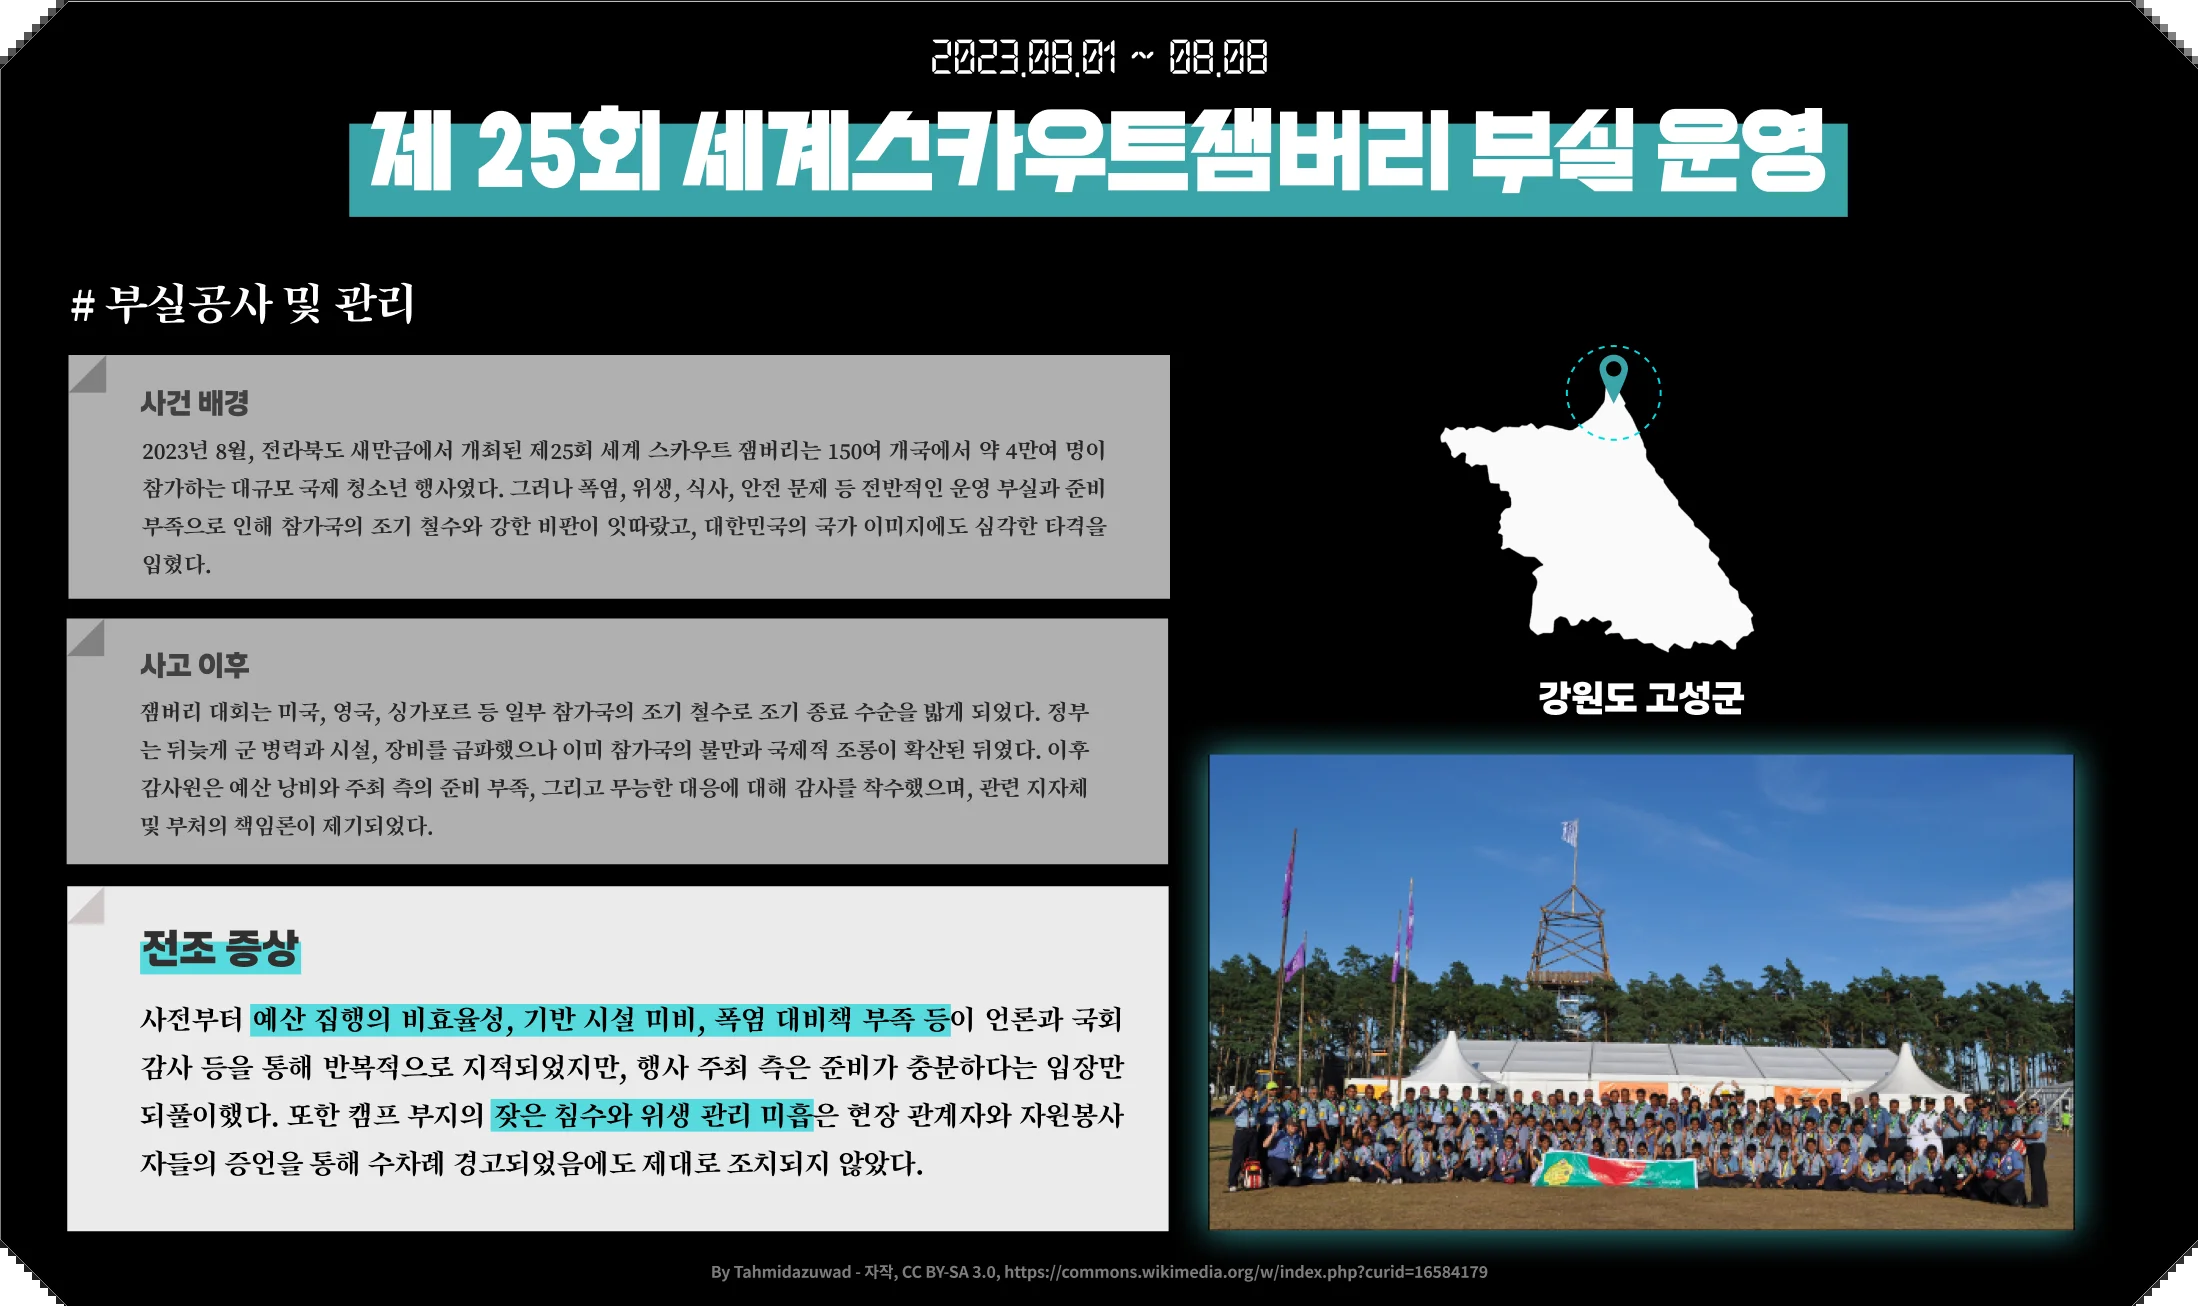 2023.08.01 ~ 08.08
제 25회 세계스카우트잼버리 부실 운영
# 부실공사 및 관리
사건 배경
2023년 8월, 전라북도 새만금에서 개최된 제25회 세계 스카우트 잼버리는 150여 개국에서 약 4만여 명이
참가하는 대규모 국제 청소년 행사였다. 그러나 폭염, 위생, 식사, 안전 문제 등 전반적인 운영 부실과 준비
부족으로 인해 참가국의 조기 철수와 강한 비판이 잇따랐고, 대한민국의 국가 이미지에도 심각한 타격을
입혔다.
사고 이후
잼버리 대회는 미국, 영국, 싱가포르 등 일부 참가국의 조기 철수로 조기 종료 수순을 밟게 되었다. 정부
는 뒤늦게 군 병력과 시설, 장비를 급파했으나 이미 참가국의 불만과 국제적 조롱이 확산된 뒤였다. 이후
감사원은 예산 낭비와 주최 측의 준비 부족, 그리고 무능한 대응에 대해 감사를 착수했으며, 관련 지자체
및 부처의 책임론이 제기되었다.
전조 증상
사전부터 예산 집행의 비효율성, 기반 시설 미비, 폭염 대비책 부족 등이 언론과 국회
감사 등을 통해 반복적으로 지적되었지만, 행사 주최 측은 준비가 충분하다는 입장만
되풀이했다. 또한 캠프 부지의 잦은 침수와 위생 관리 미흡은 현장 관계자와 자원봉사
자들의 증언을 통해 수차례 경고되었음에도 제대로 조치되지 않았다.
강원도 고성군
By Tahmidazuwad - 자작, CC BY-SA 3.0, https://commons.wikimedia.org/w/index.php?curid=16584179